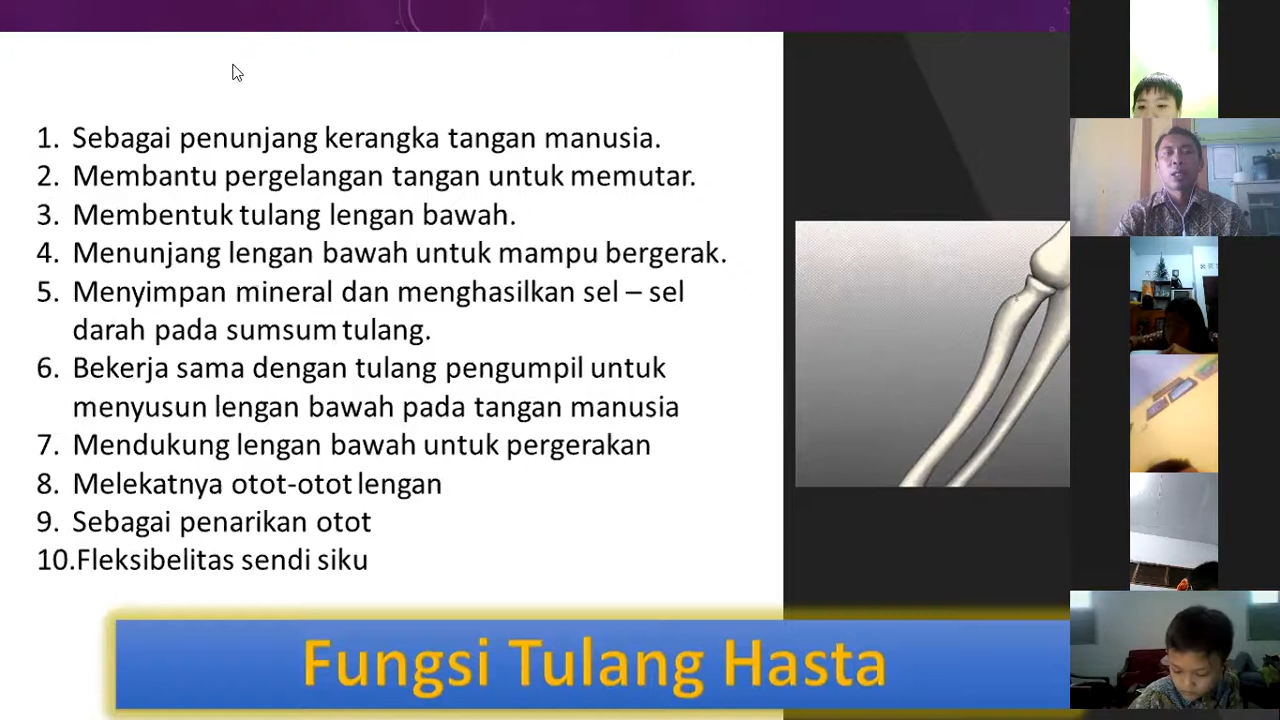 1. Sebagai penunjang kerangka tangan manusia.
2. Membantu pergelangan tangan untuk memutar.
3. Membentuk tulang lengan bawah.
4. Menunjang lengan bawah untuk mampu bergerak.
5. Menyimpan mineral dan menghasilkan sel – sel
darah pada sumsum tulang.
6. Bekerja sama dengan tulang pengumpil untuk
menyusun lengan bawah pada tangan manusia
7. Mendukung lengan bawah untuk pergerakan
8. Melekatnya otot-otot lengan
9. Sebagai penarikan otot
10.Fleksibelitas sendi siku
Fungsi Tulang Hasta